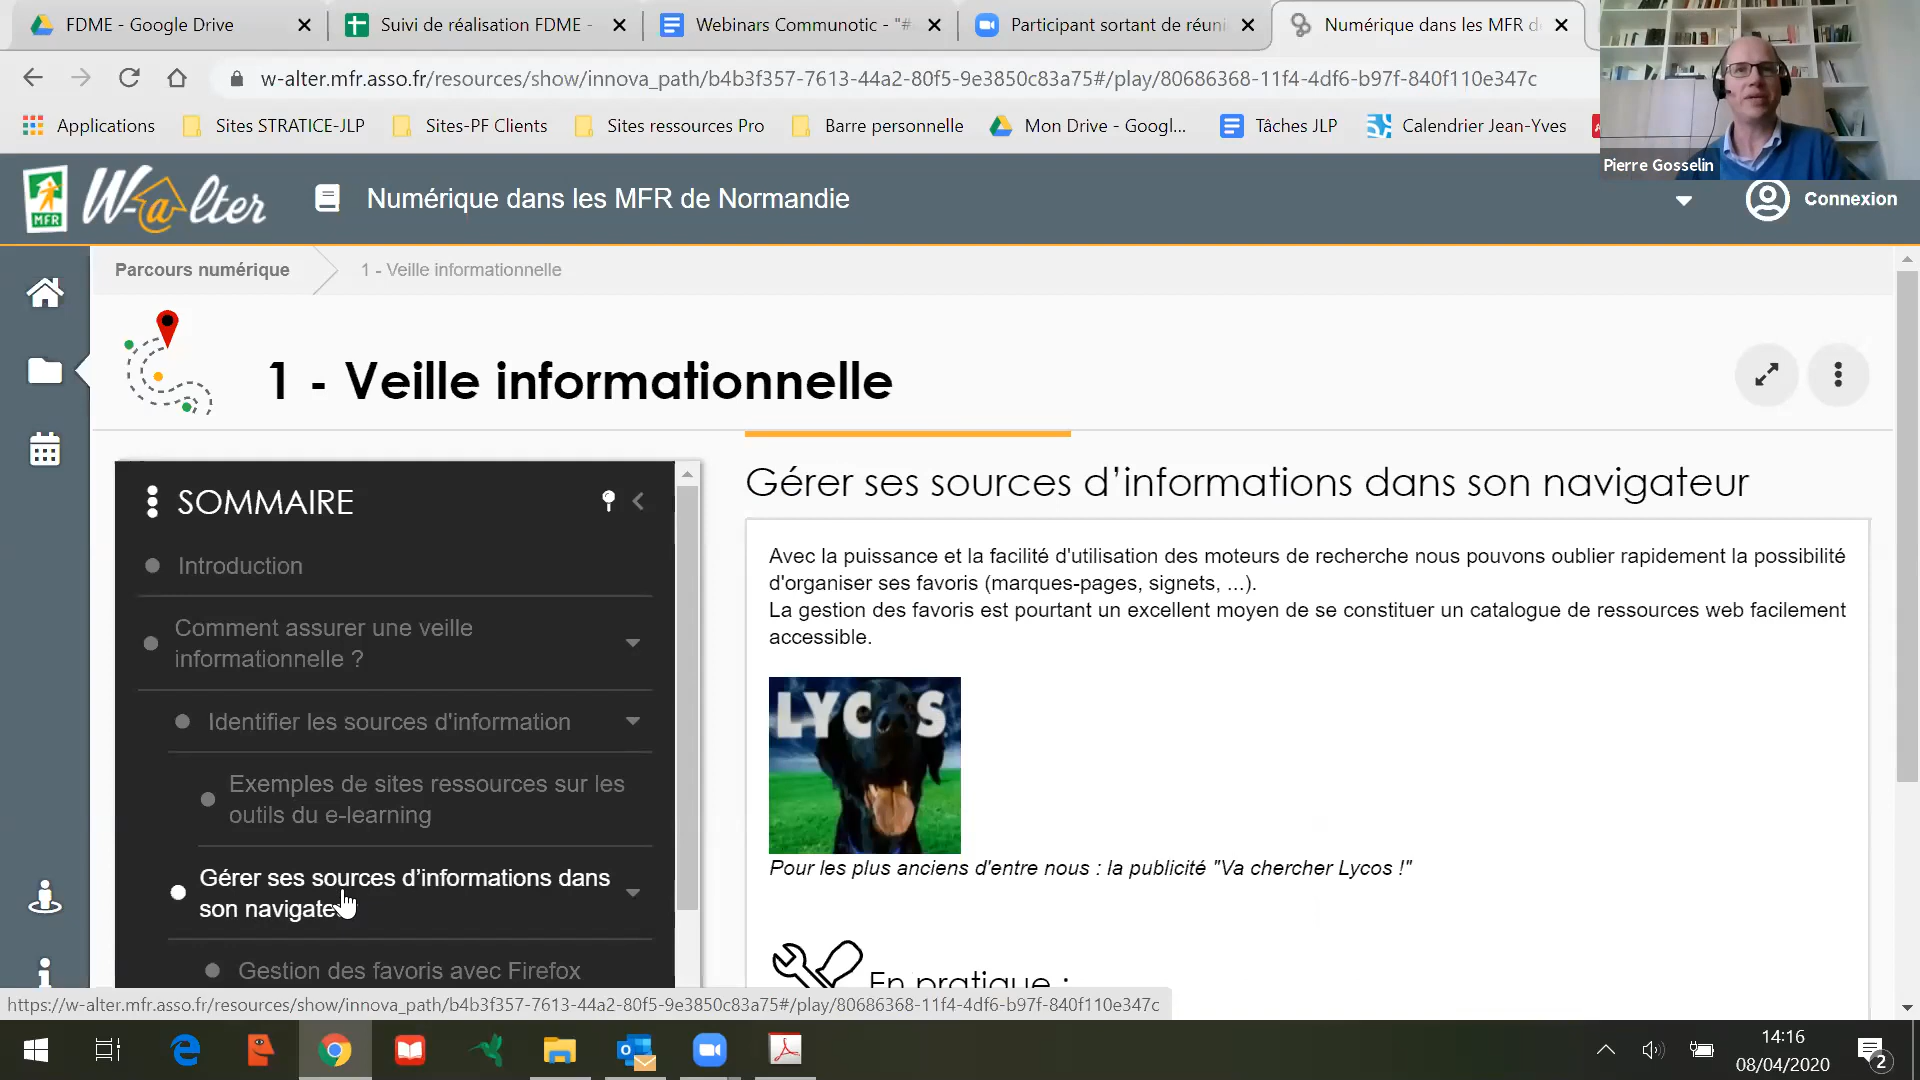 FDME - Google Drive
Suivi de réalisation FDME -
Webinars Communotic - "#
Participant sortant de réuni
Numérique dans les MFR d
w-alter.mfr.asso.fr/resources/show/innova_path/b4b3f357-7613-44a2-80f5-9e3850c83a75#/play/80686368-11f4-4df6-b97f-840f110e347c
Applications
Sites STRATICE-JLP
Sites-PF Clients
Sites ressources Pro
Barre personnelle
Mon Drive - Googl...
Tâches JLP
Calendrier Jean-Yves
Pierre Gosselin
MFR
W-@lter
Numérique dans les MFR de Normandie
Connexion
Parcours numérique
1 - Veille informationnelle
1 - Veille informationnelle
SOMMAIRE
Introduction
Comment assurer une veille
informationnelle ?
Identifier les sources d'information
Exemples de sites ressources sur les
outils du e-learning
Gérer ses sources d'informations dans
son navigate
Gestion des favoris avec Firefox
Gérer ses sources d'informations dans son navigateur
Avec la puissance et la facilité d'utilisation des moteurs de recherche nous pouvons oublier rapidement la possibilité
d'organiser ses favoris (marques-pages, signets, ...).
La gestion des favoris est pourtant un excellent moyen de se constituer un catalogue de ressources web facilement
accessible.
LYCOS
Pour les plus anciens d'entre nous : la publicité "Va chercher Lycos !"
En pratique :
https://w-alter.mfr.asso.fr/resources/show/innova_path/b4b3f357-7613-44a2-80f5-9e3850c83a75#/play/80686368-11f4-4df6-b97f-840f110e347c
14:16
08/04/2020
2